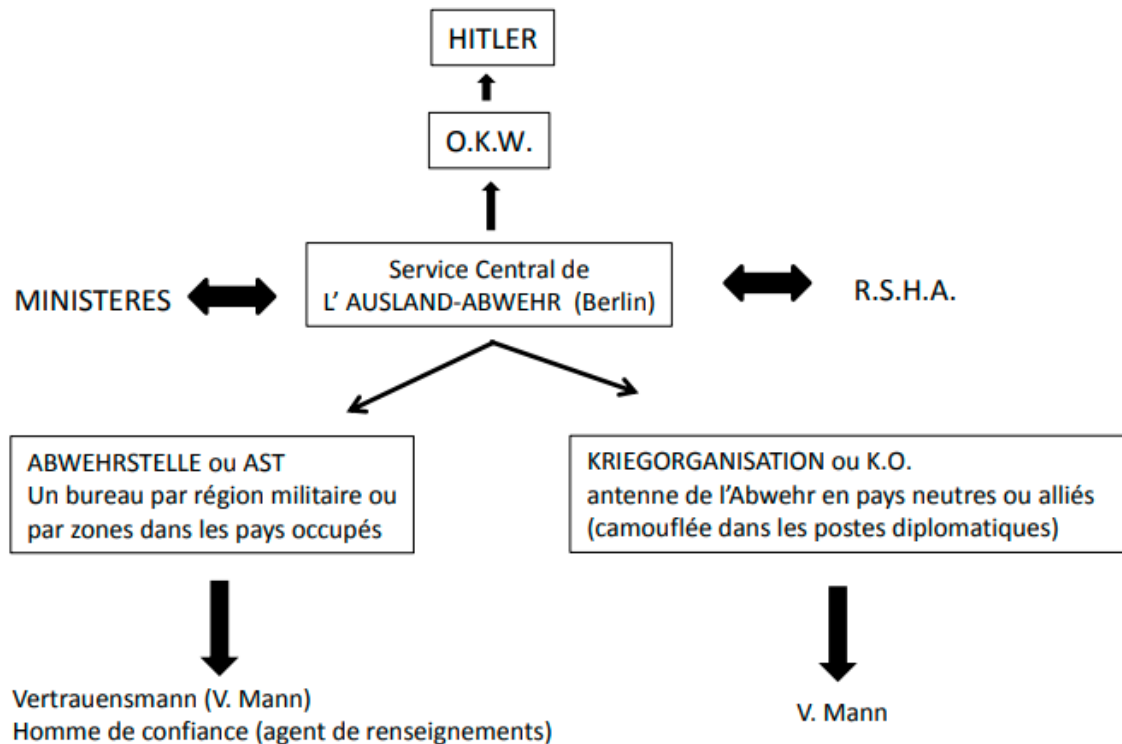 HITLER
O.K.W.
Service Central de
L' AUSLAND-ABWEHR (Berlin)
MINISTERES
R.S.H.A.
ABWEHRSTELLE ou AST
Un bureau par région militaire ou
par zones dans les pays occupés
KRIEGORGANISATION ou K.O.
antenne de l'Abwehr en pays neutres ou alliés
(camouflée dans les postes diplomatiques)
Vertrauensmann (V. Mann)
Homme de confiance (agent de renseignements)
V. Mann